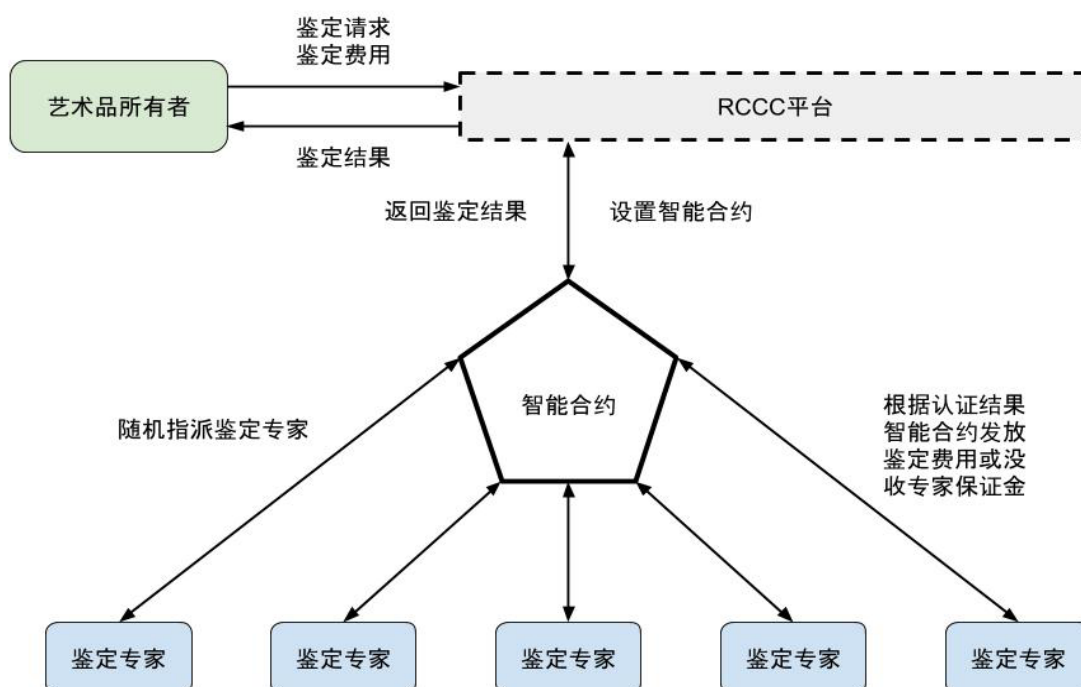 鉴定请求
鉴定费用
艺术品所有者
RCCC平台
鉴定结果
返回鉴定结果
设置智能合约
智能合约
随机指派鉴定专家
根据认证结果
智能合约发放
鉴定费用或没
收专家保证金
鉴定专家
鉴定专家
鉴定专家
鉴定专家
鉴定专家